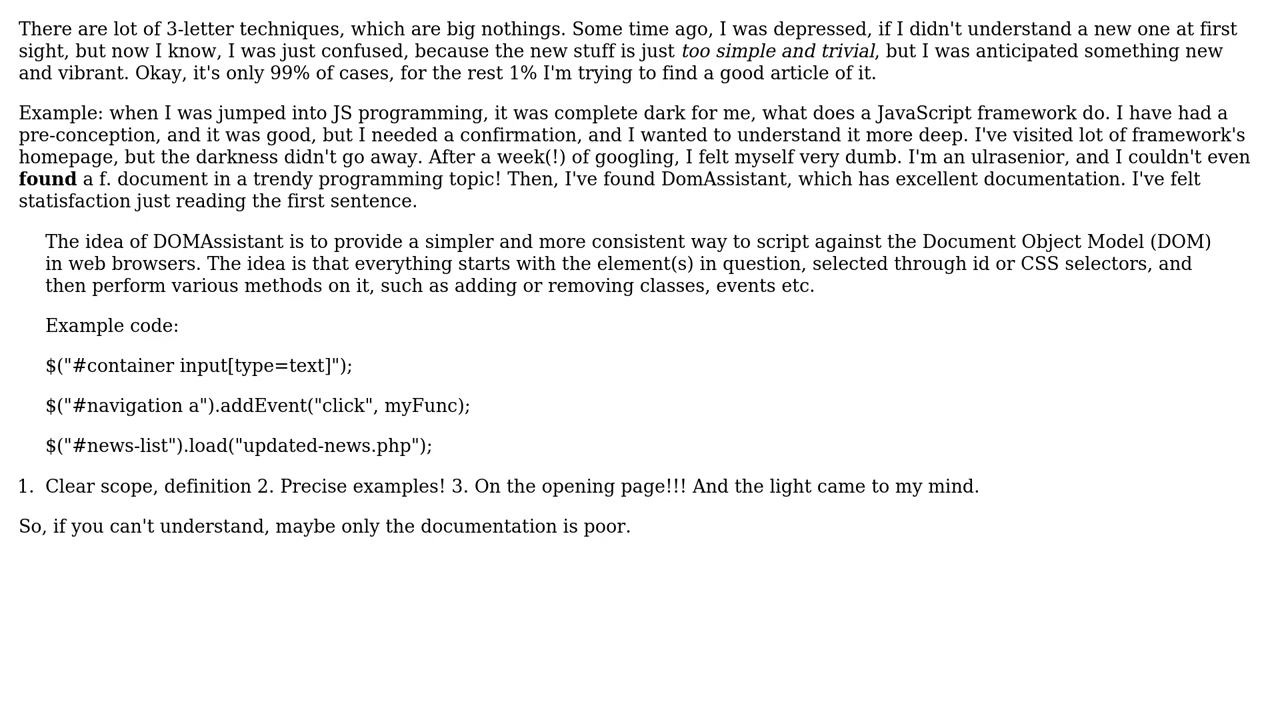 There are lot of 3-letter techniques, which are big nothings. Some time ago, I was depressed, if I didn't understand a new one at first
sight, but now I know, I was just confused, because the new stuff is just too simple and trivial, but I was anticipated something new
and vibrant. Okay, it's only 99% of cases, for the rest 1% I'm trying to find a good article of it.
Example: when I was jumped into JS programming, it was complete dark for me, what does a JavaScript framework do. I have had a
pre-conception, and it was good, but I needed a confirmation, and I wanted to understand it more deep. I've visited lot of framework's
homepage, but the darkness didn't go away. After a week(!) of googling, I felt myself very dumb. I'm an ulrasenior, and I couldn't even
found a f. document in a trendy programming topic! Then, I've found DomAssistant, which has excellent documentation. I've felt
statisfaction just reading the first sentence.
The idea of DOMAssistant is to provide a simpler and more consistent way to script against the Document Object Model (DOM)
in web browsers. The idea is that everything starts with the element(s) in question, selected through id or CSS selectors, and
then perform various methods on it, such as adding or removing classes, events etc.
Example code:
$("#container input[type=text]");
$("#navigation a").addEvent("click", myFunc);
$("#news-list").load("updated-news.php");
1. Clear scope, definition 2. Precise examples! 3. On the opening page!!! And the light came to my mind.
So, if you can't understand, maybe only the documentation is poor.